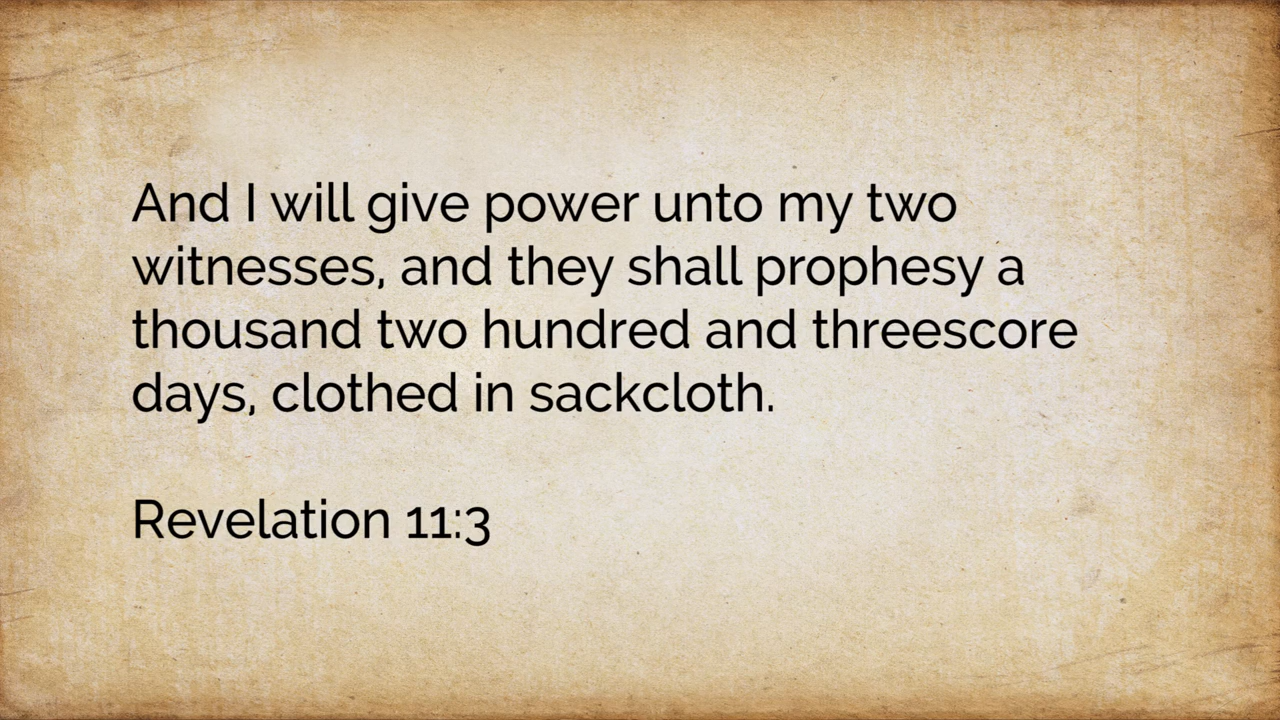 And I will give power unto my two
witnesses, and they shall prophesy a
thousand two hundred and threescore
days, clothed in sackcloth.
Revelation 11:3